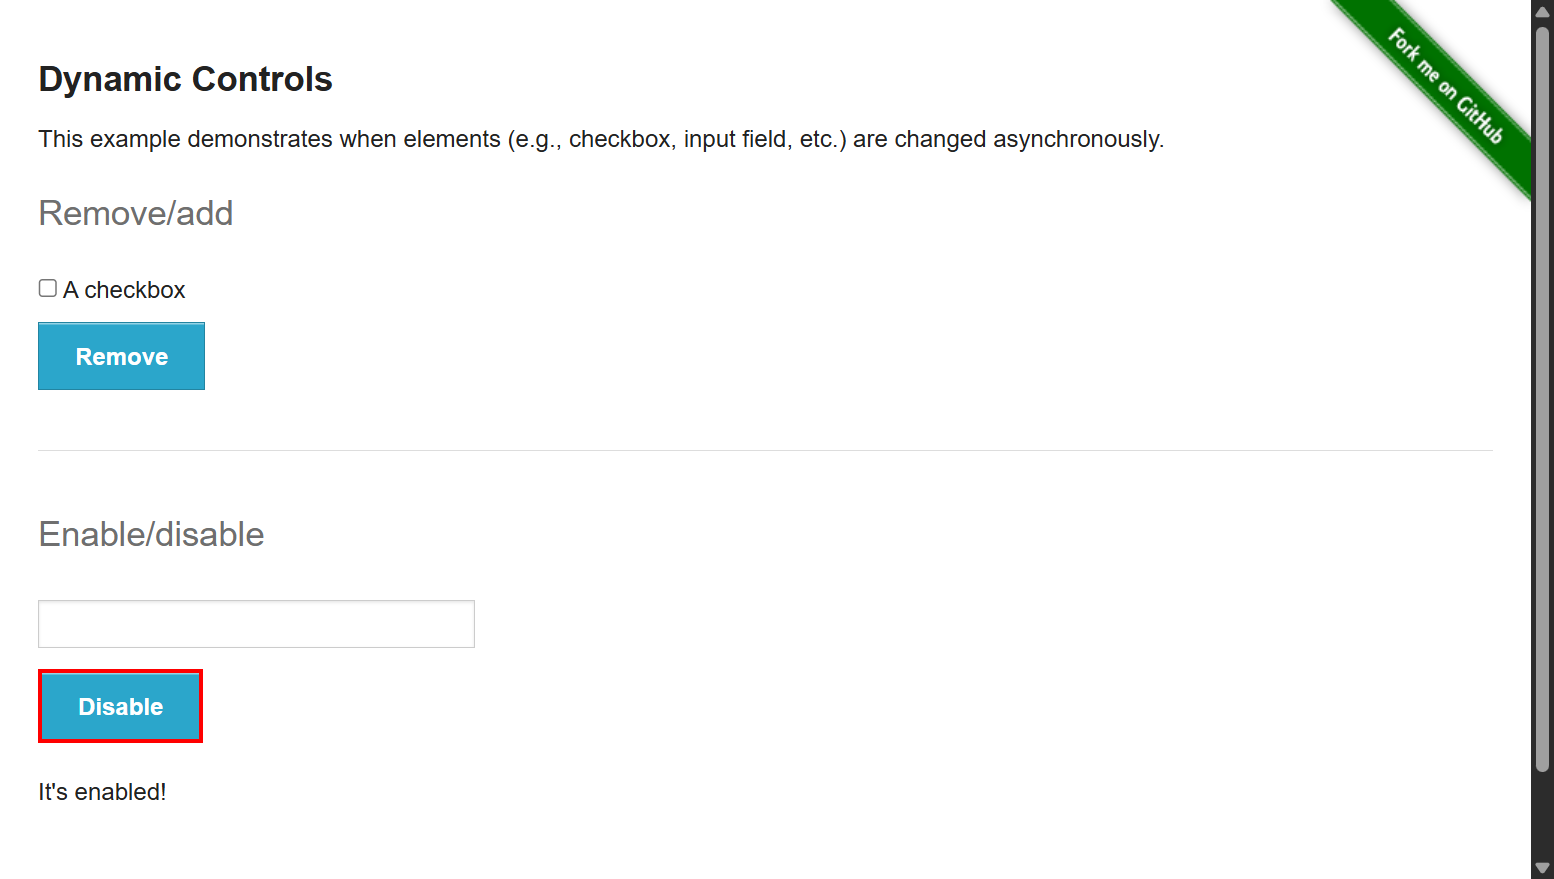 Fork me on GitHub
Dynamic Controls
This example demonstrates when elements (e.g., checkbox, input field, etc.) are changed asynchronously.
Remove/add
A checkbox
Remove
Enable/disable
Disable
It's enabled!